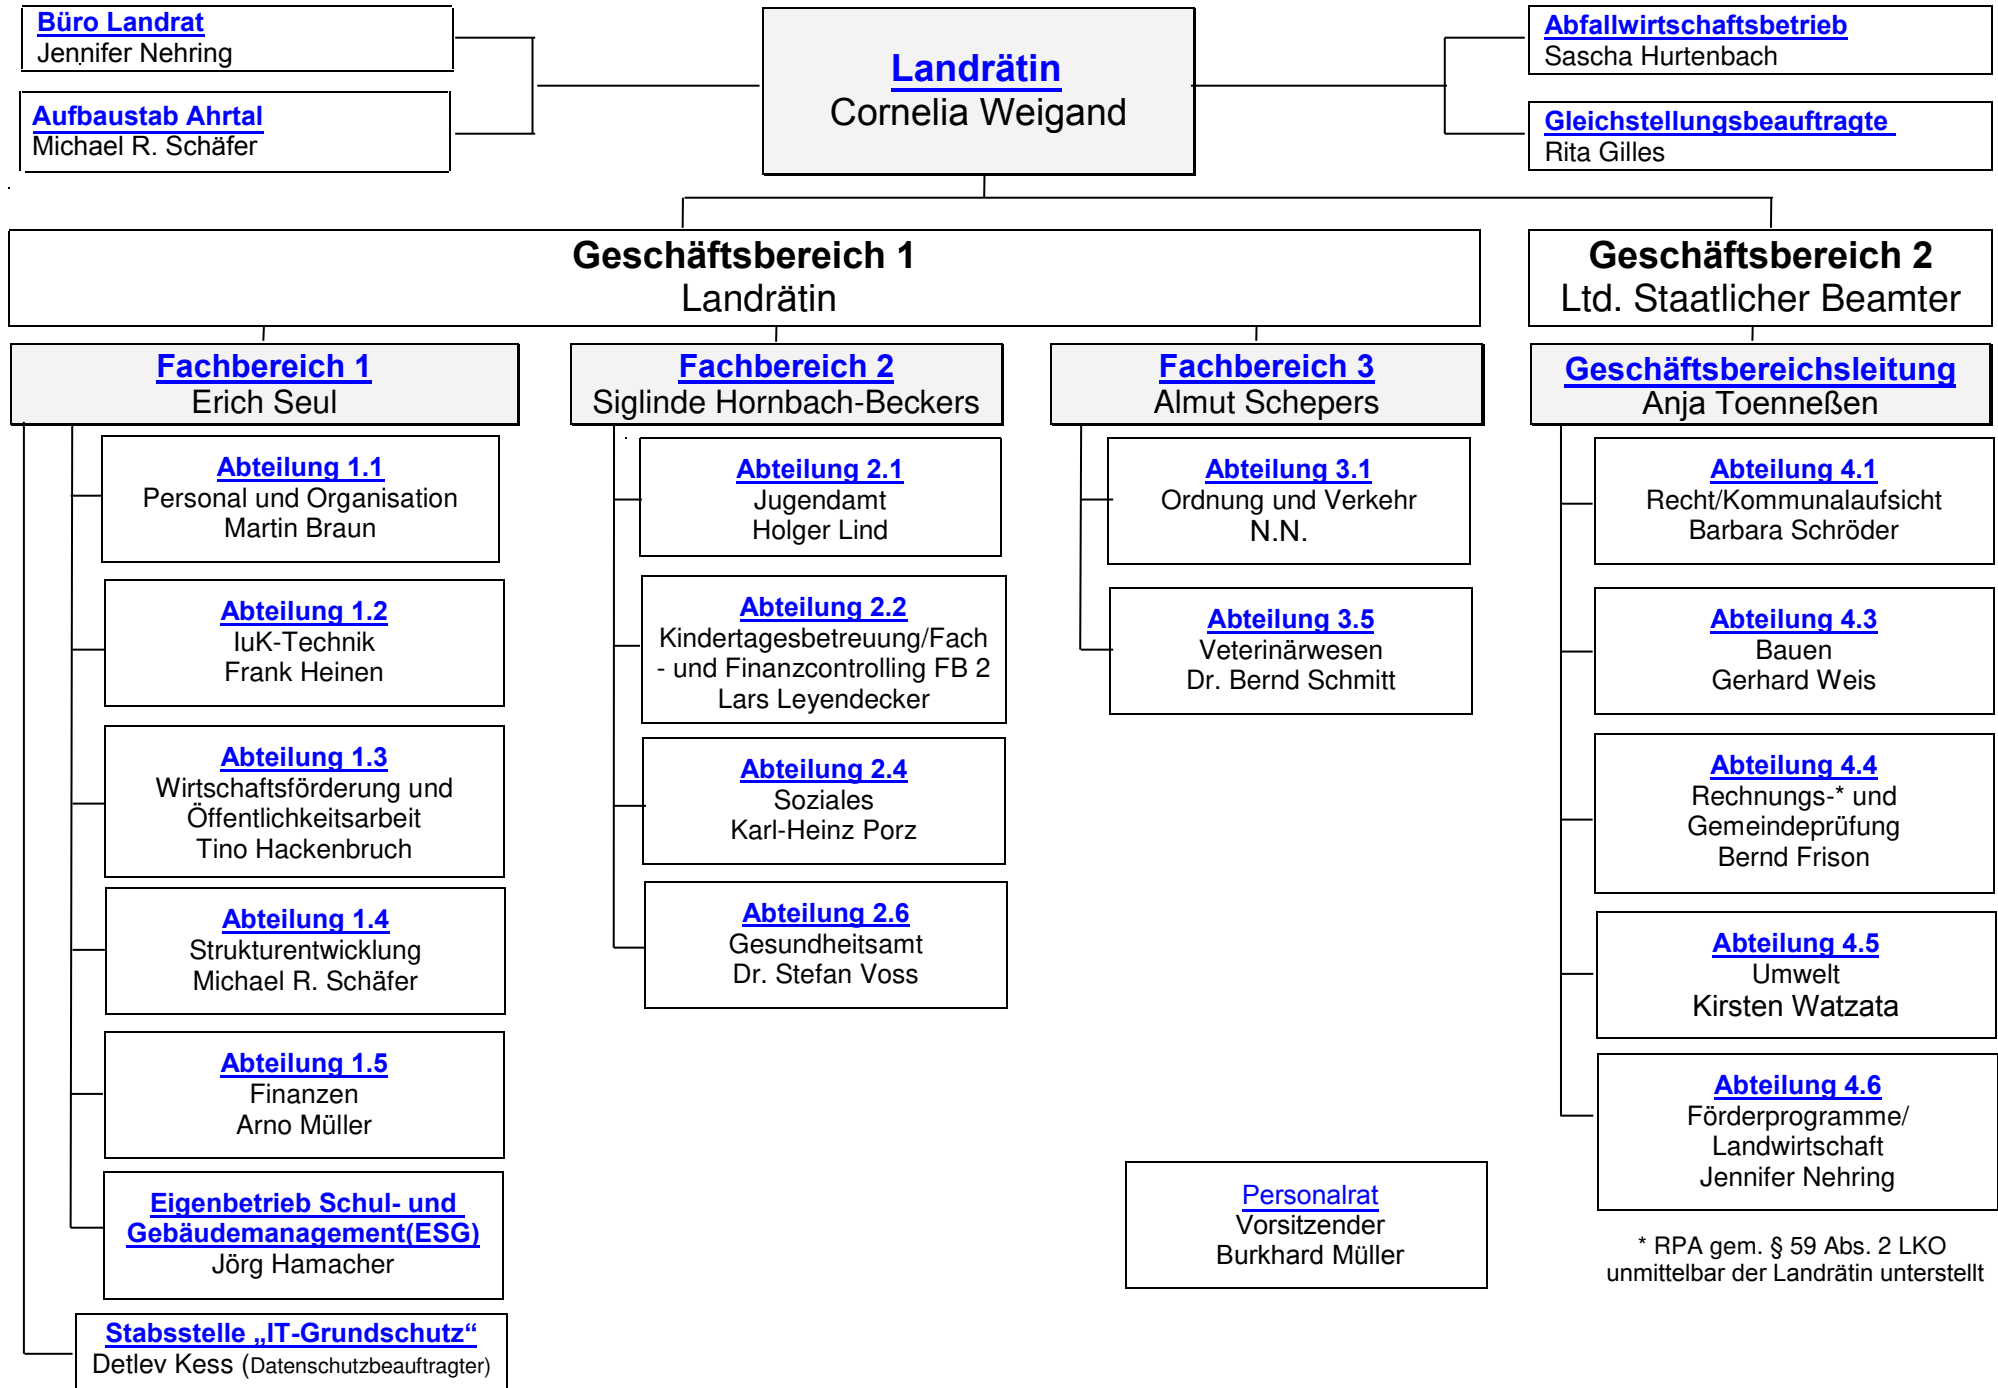 Büro Landrat
Jennifer Nehring
Aufbaustab Ahrtal
Michael R. Schäfer
Landrätin
Cornelia Weigand
Abfallwirtschaftsbetrieb
Sascha Hurtenbach
Gleichstellungsbeauftragte
Rita Gilles
Geschäftsbereich 1
Landrätin
Geschäftsbereich 2
Ltd. Staatlicher Beamter
Fachbereich 1
Erich Seul
Abteilung 1.1
Personal und Organisation
Martin Braun
Abteilung 1.2
IuK-Technik
Frank Heinen
Abteilung 1.3
Wirtschaftsförderung und
Öffentlichkeitsarbeit
Tino Hackenbruch
Abteilung 1.4
Strukturentwicklung
Michael R. Schäfer
Abteilung 1.5
Finanzen
Arno Müller
Eigenbetrieb Schul- und
Gebäudemanagement(ESG)
Jörg Hamacher
Stabsstelle „IT-Grundschutz“
Detlev Kess (Datenschutzbeauftragter)
Fachbereich 2
Siglinde Hornbach-Beckers
Abteilung 2.1
Jugendamt
Holger Lind
Abteilung 2.2
Kindertagesbetreuung/Fach
- und Finanzcontrolling FB 2
Lars Leyendecker
Abteilung 2.4
Soziales
Karl-Heinz Porz
Abteilung 2.6
Gesundheitsamt
Dr. Stefan Voss
Fachbereich 3
Almut Schepers
Abteilung 3.1
Ordnung und Verkehr
N.N.
Abteilung 3.5
Veterinärwesen
Dr. Bernd Schmitt
Personalrat
Vorsitzender
Burkhard Müller
Geschäftsbereichsleitung
Anja Toenneßen
Abteilung 4.1
Recht/Kommunalaufsicht
Barbara Schröder
Abteilung 4.3
Bauen
Gerhard Weis
Abteilung 4.4
Rechnungs-* und
Gemeindeprüfung
Bernd Frison
Abteilung 4.5
Umwelt
Kirsten Watzata
Abteilung 4.6
Förderprogramme/
Landwirtschaft
Jennifer Nehring
* RPA gem. § 59 Abs. 2 LKO
unmittelbar der Landrätin unterstellt